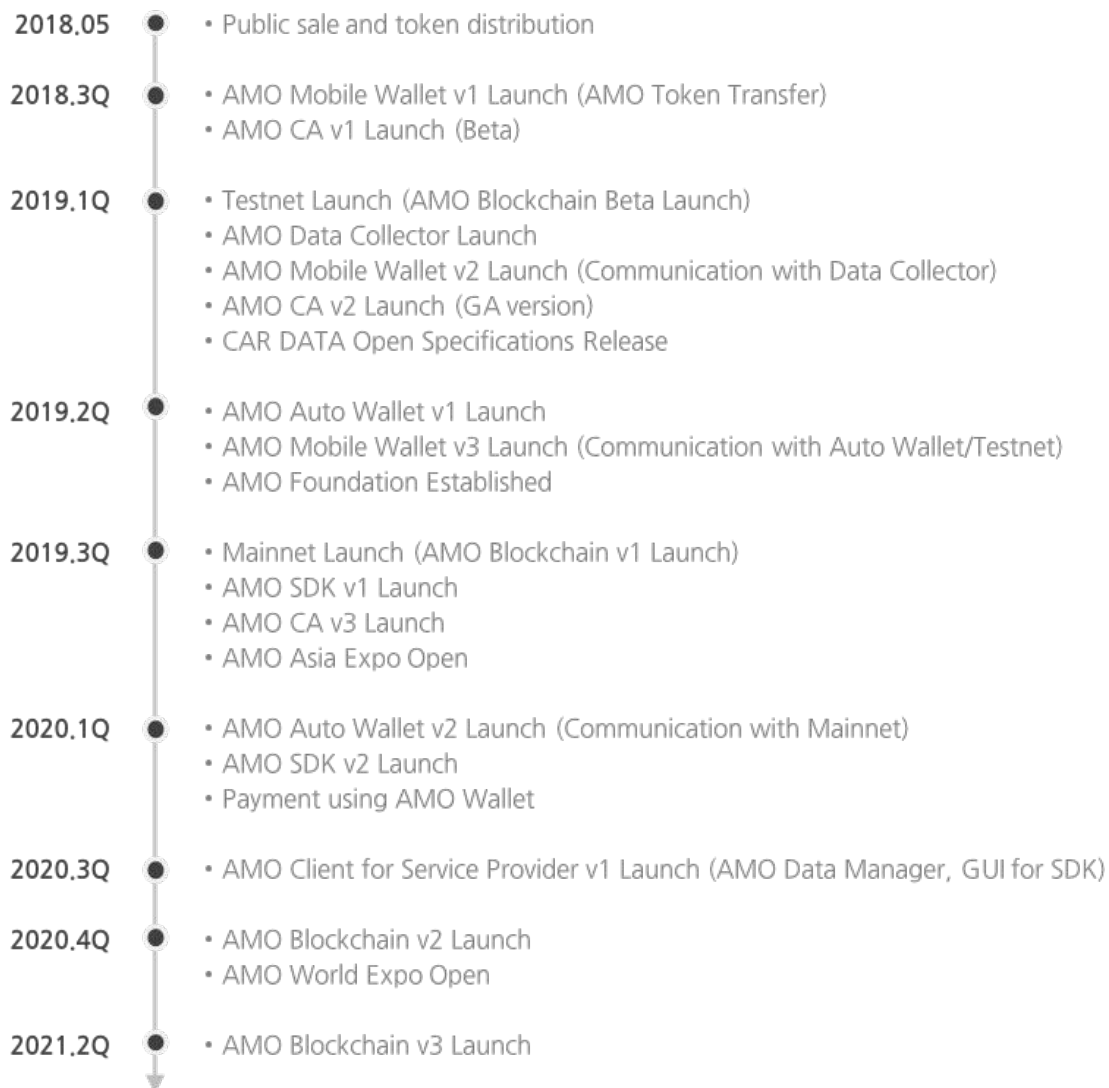 2018.05
• Public sale and token distribution
2018.3Q
• AMO Mobile Wallet v1 Launch (AMO Token Transfer)
• AMO CA v1 Launch (Beta)
2019.1Q
• Testnet Launch (AMO Blockchain Beta Launch)
• AMO Data Collector Launch
• AMO Mobile Wallet v2 Launch (Communication with Data Collector)
• AMO CA v2 Launch (GA version)
• CAR DATA Open Specifications Release
2019.2Q
• AMO Auto Wallet v1 Launch
• AMO Mobile Wallet v3 Launch (Communication with Auto Wallet/Testnet)
• AMO Foundation Established
2019.3Q
• Mainnet Launch (AMO Blockchain v1 Launch)
• AMO SDK v1 Launch
• AMO CA v3 Launch
• AMO Asia Expo Open
2020.1Q
• AMO Auto Wallet v2 Launch (Communication with Mainnet)
• AMO SDK v2 Launch
• Payment using AMO Wallet
2020.3Q
• AMO Client for Service Provider v1 Launch (AMO Data Manager, GUI for SDK)
2020.4Q
• AMO Blockchain v2 Launch
• AMO World Expo Open
2021.2Q
• AMO Blockchain v3 Launch